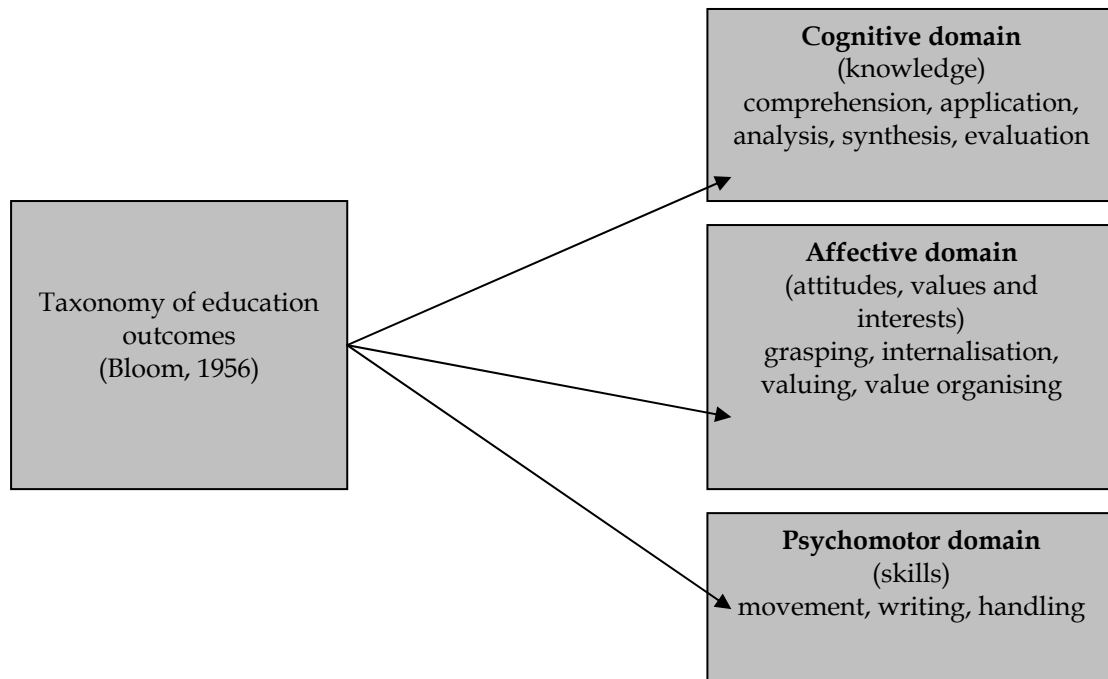 Cognitive domain
(knowledge)
comprehension, application,
analysis, synthesis, evaluation
Taxonomy of education
outcomes
(Bloom, 1956)
Affective domain
(attitudes, values and
interests)
grasping, internalisation,
valuing, value organising
Psychomotor domain
(skills)
movement, writing, handling